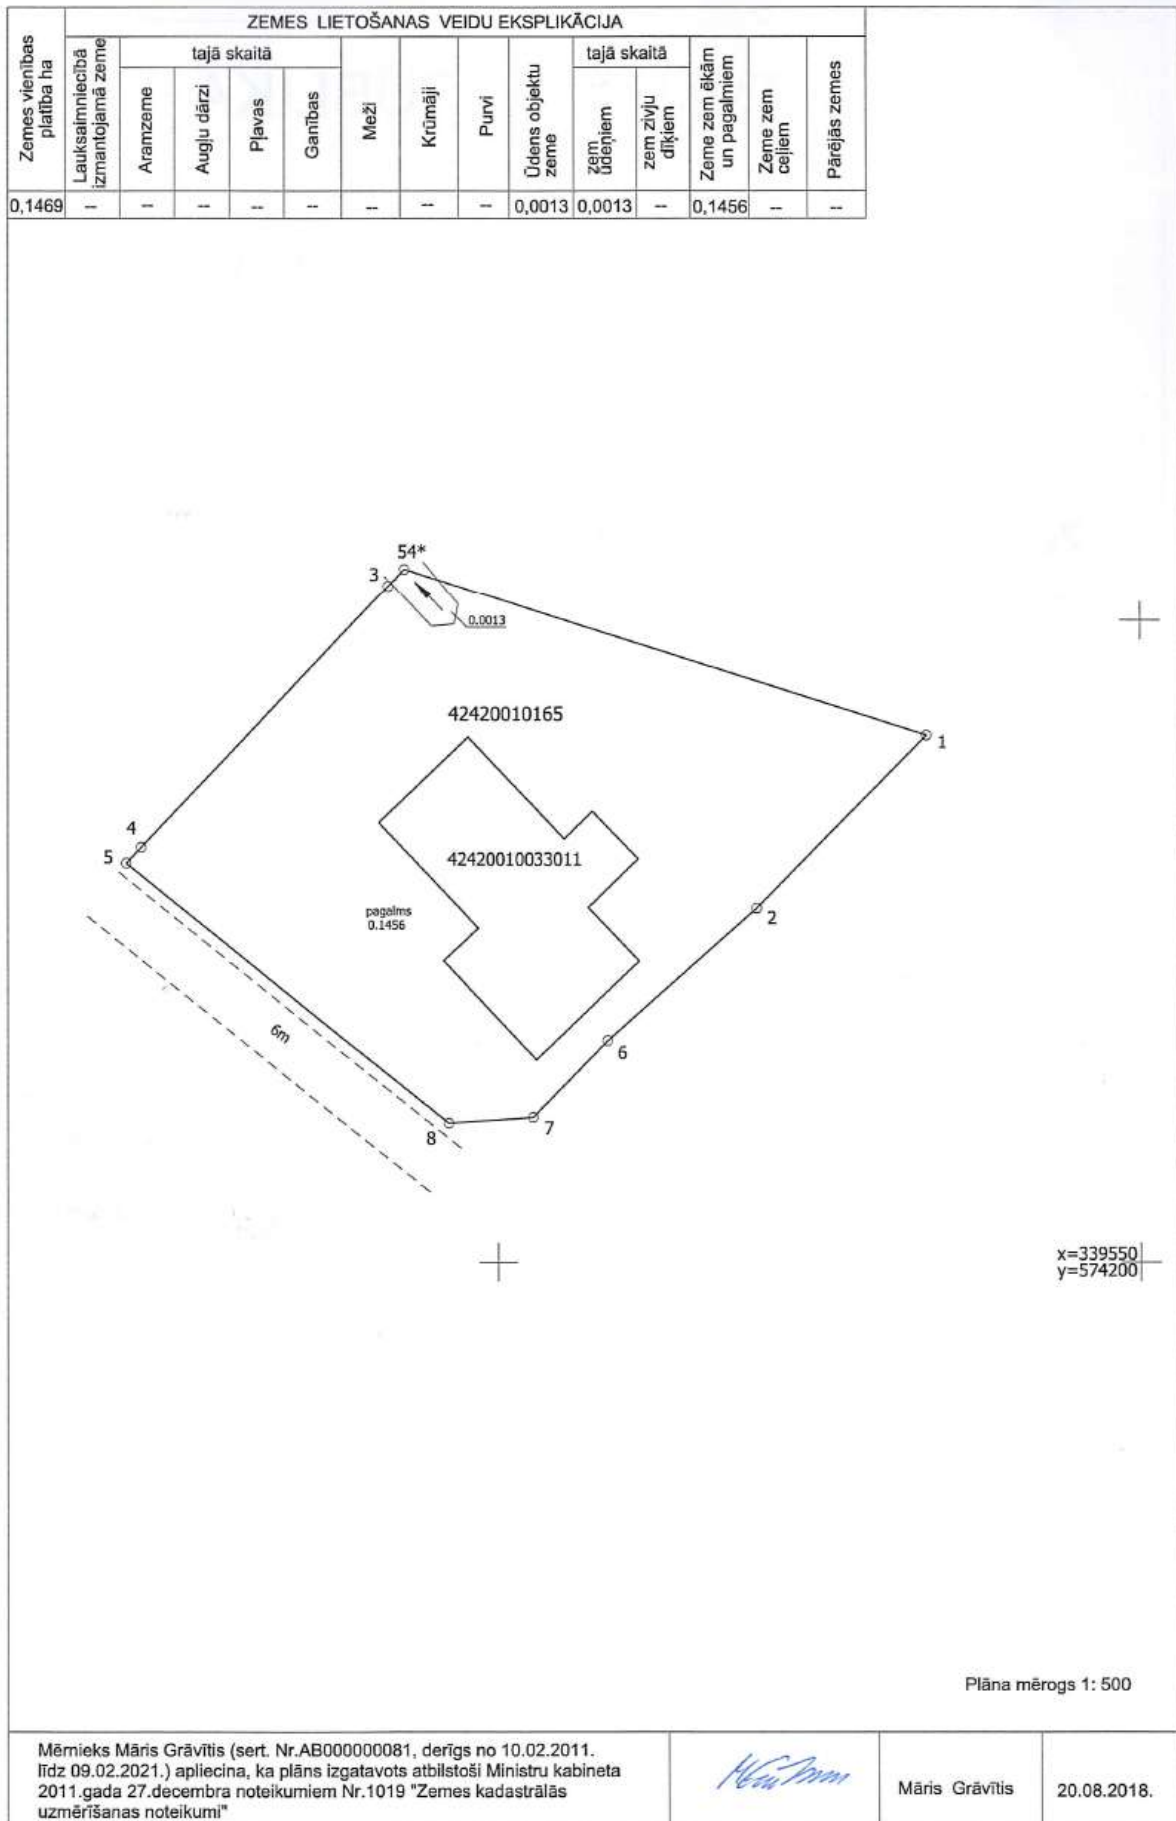 ZEMES LIETOŠANAS VEIDU EKSPLIKĀCIJA
Zemes vienības
platība ha
Lauksaimniecībā
izmantojamā zeme
tajā skaitā
Aramzeme
Augļu dārzi
Pļavas
Ganības
Meži
Krūmāji
Purvi
Ūdens objektu
zeme
tajā skaitā
zem
ūdeņiem
zem zivju
dīķiem
Zeme zem ēkām
un pagalmiem
Zeme zem
ceļiem
Pārējās zemes
0,1469 -- -- -- -- -- -- -- -- 0,0013 0,0013 -- 0,1456 -- --
54*
3
0.0013
42420010165
1
4
5
42420010033011
pagalms
0.1456
2
6m
6
7
8
x=339550
y=574200
Plāna mērogs 1: 500
Mērnieks Māris Grāvītis (sert. Nr.AB000000081, derīgs no 10.02.2011.
līdz 09.02.2021.) apliecina, ka plāns izgatavots atbilstoši Ministru kabineta
2011.gada 27.decembra noteikumiem Nr.1019 "Zemes kadastrālās
uzmērīšanas noteikumi"
Māris Grāvītis
20.08.2018.